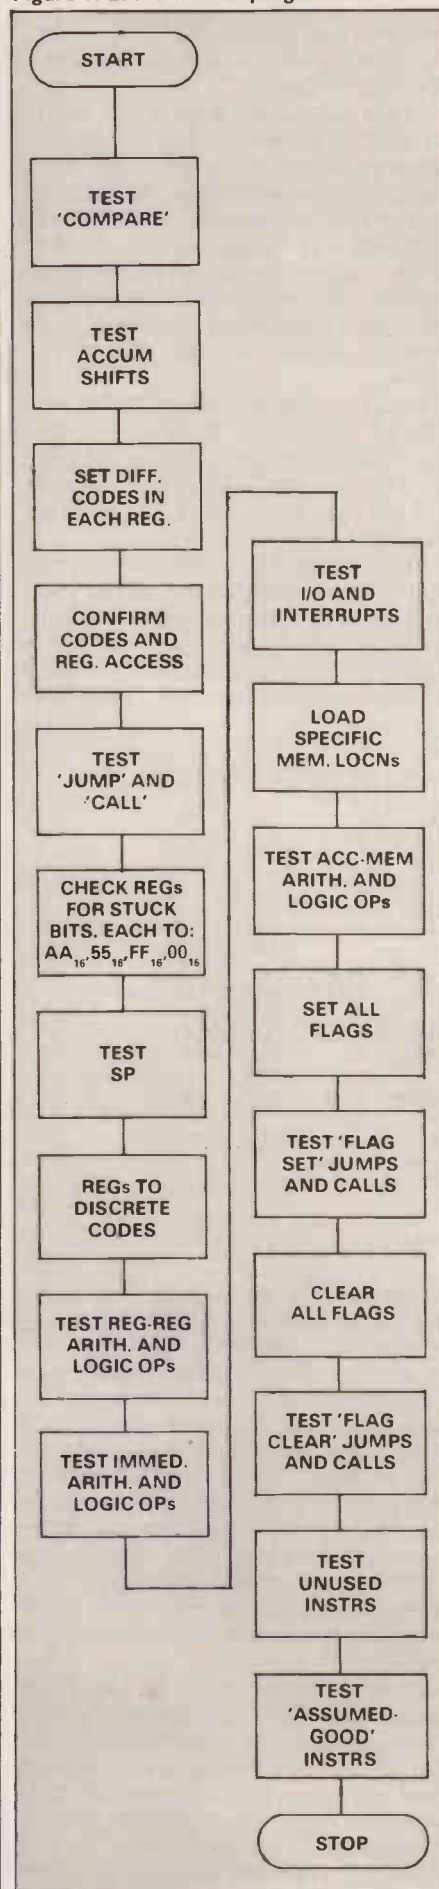 START
TEST
'COMPARE'
TEST
ACCUM
SHIFTS
SET DIFF.
CODES IN
EACH REG.
CONFIRM
CODES AND
REG. ACCESS
TEST
'JUMP' AND
'CALL'
CHECK REGs
FOR STUCK
BITS. EACH TO:
AA₁₆,55₁₆,FF₁₆,00₁₆
TEST
SP
REGs TO
DISCRETE
CODES
TEST REG-REG
ARITH. AND
LOGIC OPs
TEST IMMED.
ARITH. AND
LOGIC OPs
TEST
I/O AND
INTERRUPTS
LOAD
SPECIFIC
MEM. LOCNs
TEST ACC-MEM
ARITH. AND
LOGIC OPs
SET ALL
FLAGS
TEST 'FLAG
SET' JUMPS
AND CALLS
CLEAR
ALL FLAGS
TEST 'FLAG
CLEAR' JUMPS
AND CALLS
TEST
UNUSED
INSTRS
TEST
'ASSUMED-
GOOD'
INSTRS
STOP